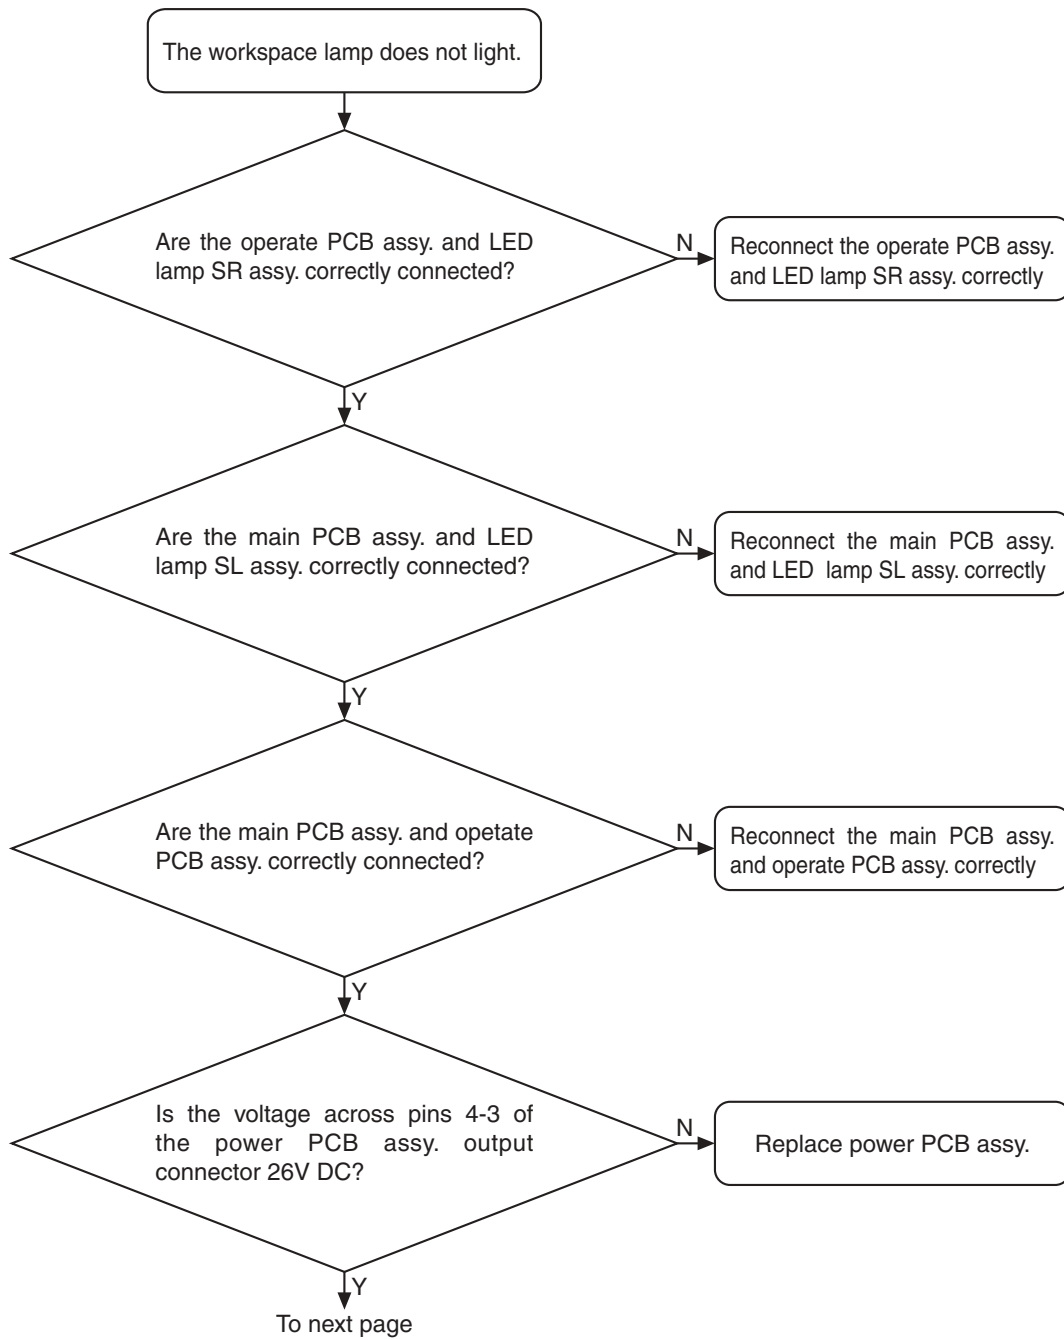 The workspace lamp does not light.
Are the operate PCB assy. and LED
lamp SR assy. correctly connected?
N
Reconnect the operate PCB assy.
and LED lamp SR assy. correctly
Y
Are the main PCB assy. and LED
lamp SL assy. correctly connected?
N
Reconnect the main PCB assy.
and LED lamp SL assy. correctly
Y
Are the main PCB assy. and opetate
PCB assy. correctly connected?
N
Reconnect the main PCB assy.
and operate PCB assy. correctly
Y
Is the voltage across pins 4-3 of
the power PCB assy. output
connector 26V DC?
N
Replace power PCB assy.
Y
To next page